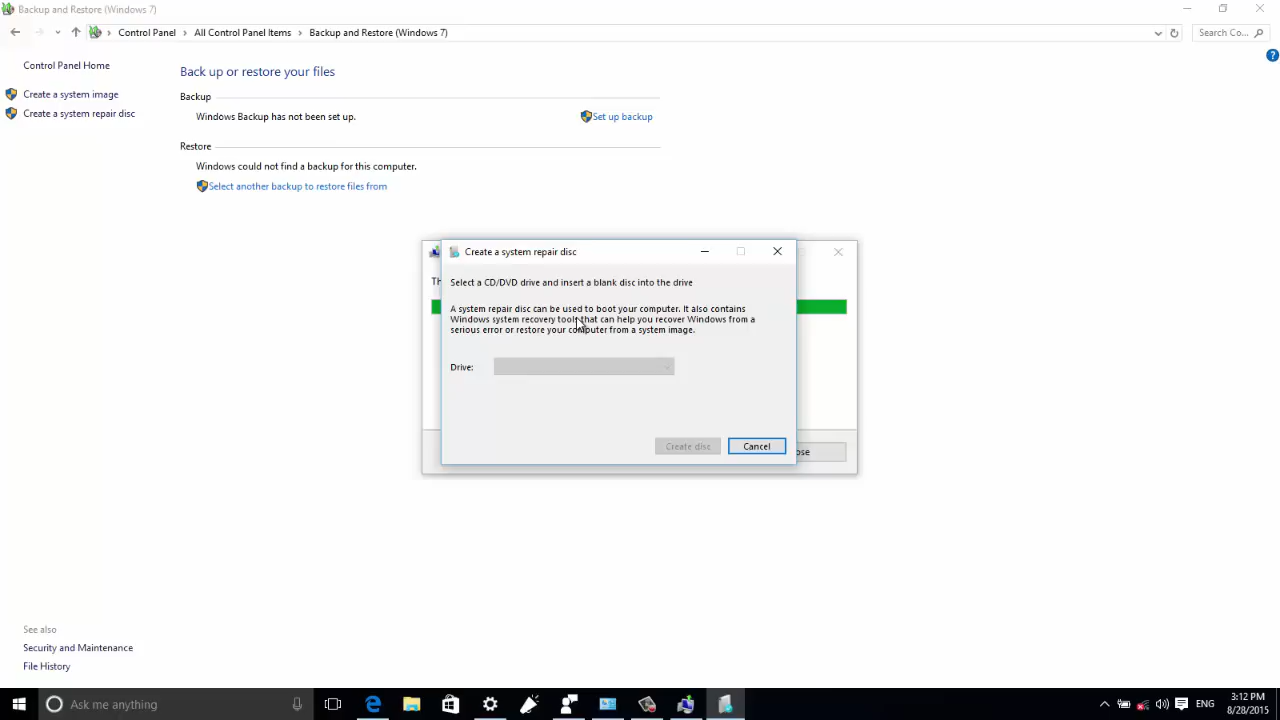 Backup and Restore (Windows 7)
Control Panel > All Control Panel Items > Backup and Restore (Windows 7)
Search Co...
Control Panel Home
Create a system image
Create a system repair disc
Back up or restore your files
Backup
Windows Backup has not been set up.
Set up backup
Restore
Windows could not find a backup for this computer.
Select another backup to restore files from
Th
ose
Create a system repair disc
Select a CD/DVD drive and insert a blank disc into the drive
A system repair disc can be used to boot your computer. It also contains
Windows system recovery tools that can help you recover Windows from a
serious error or restore your computer from a system image.
Drive:
Create disc
Cancel
See also
Security and Maintenance
File History
Ask me anything
ENG
3:12 PM
8/28/2015